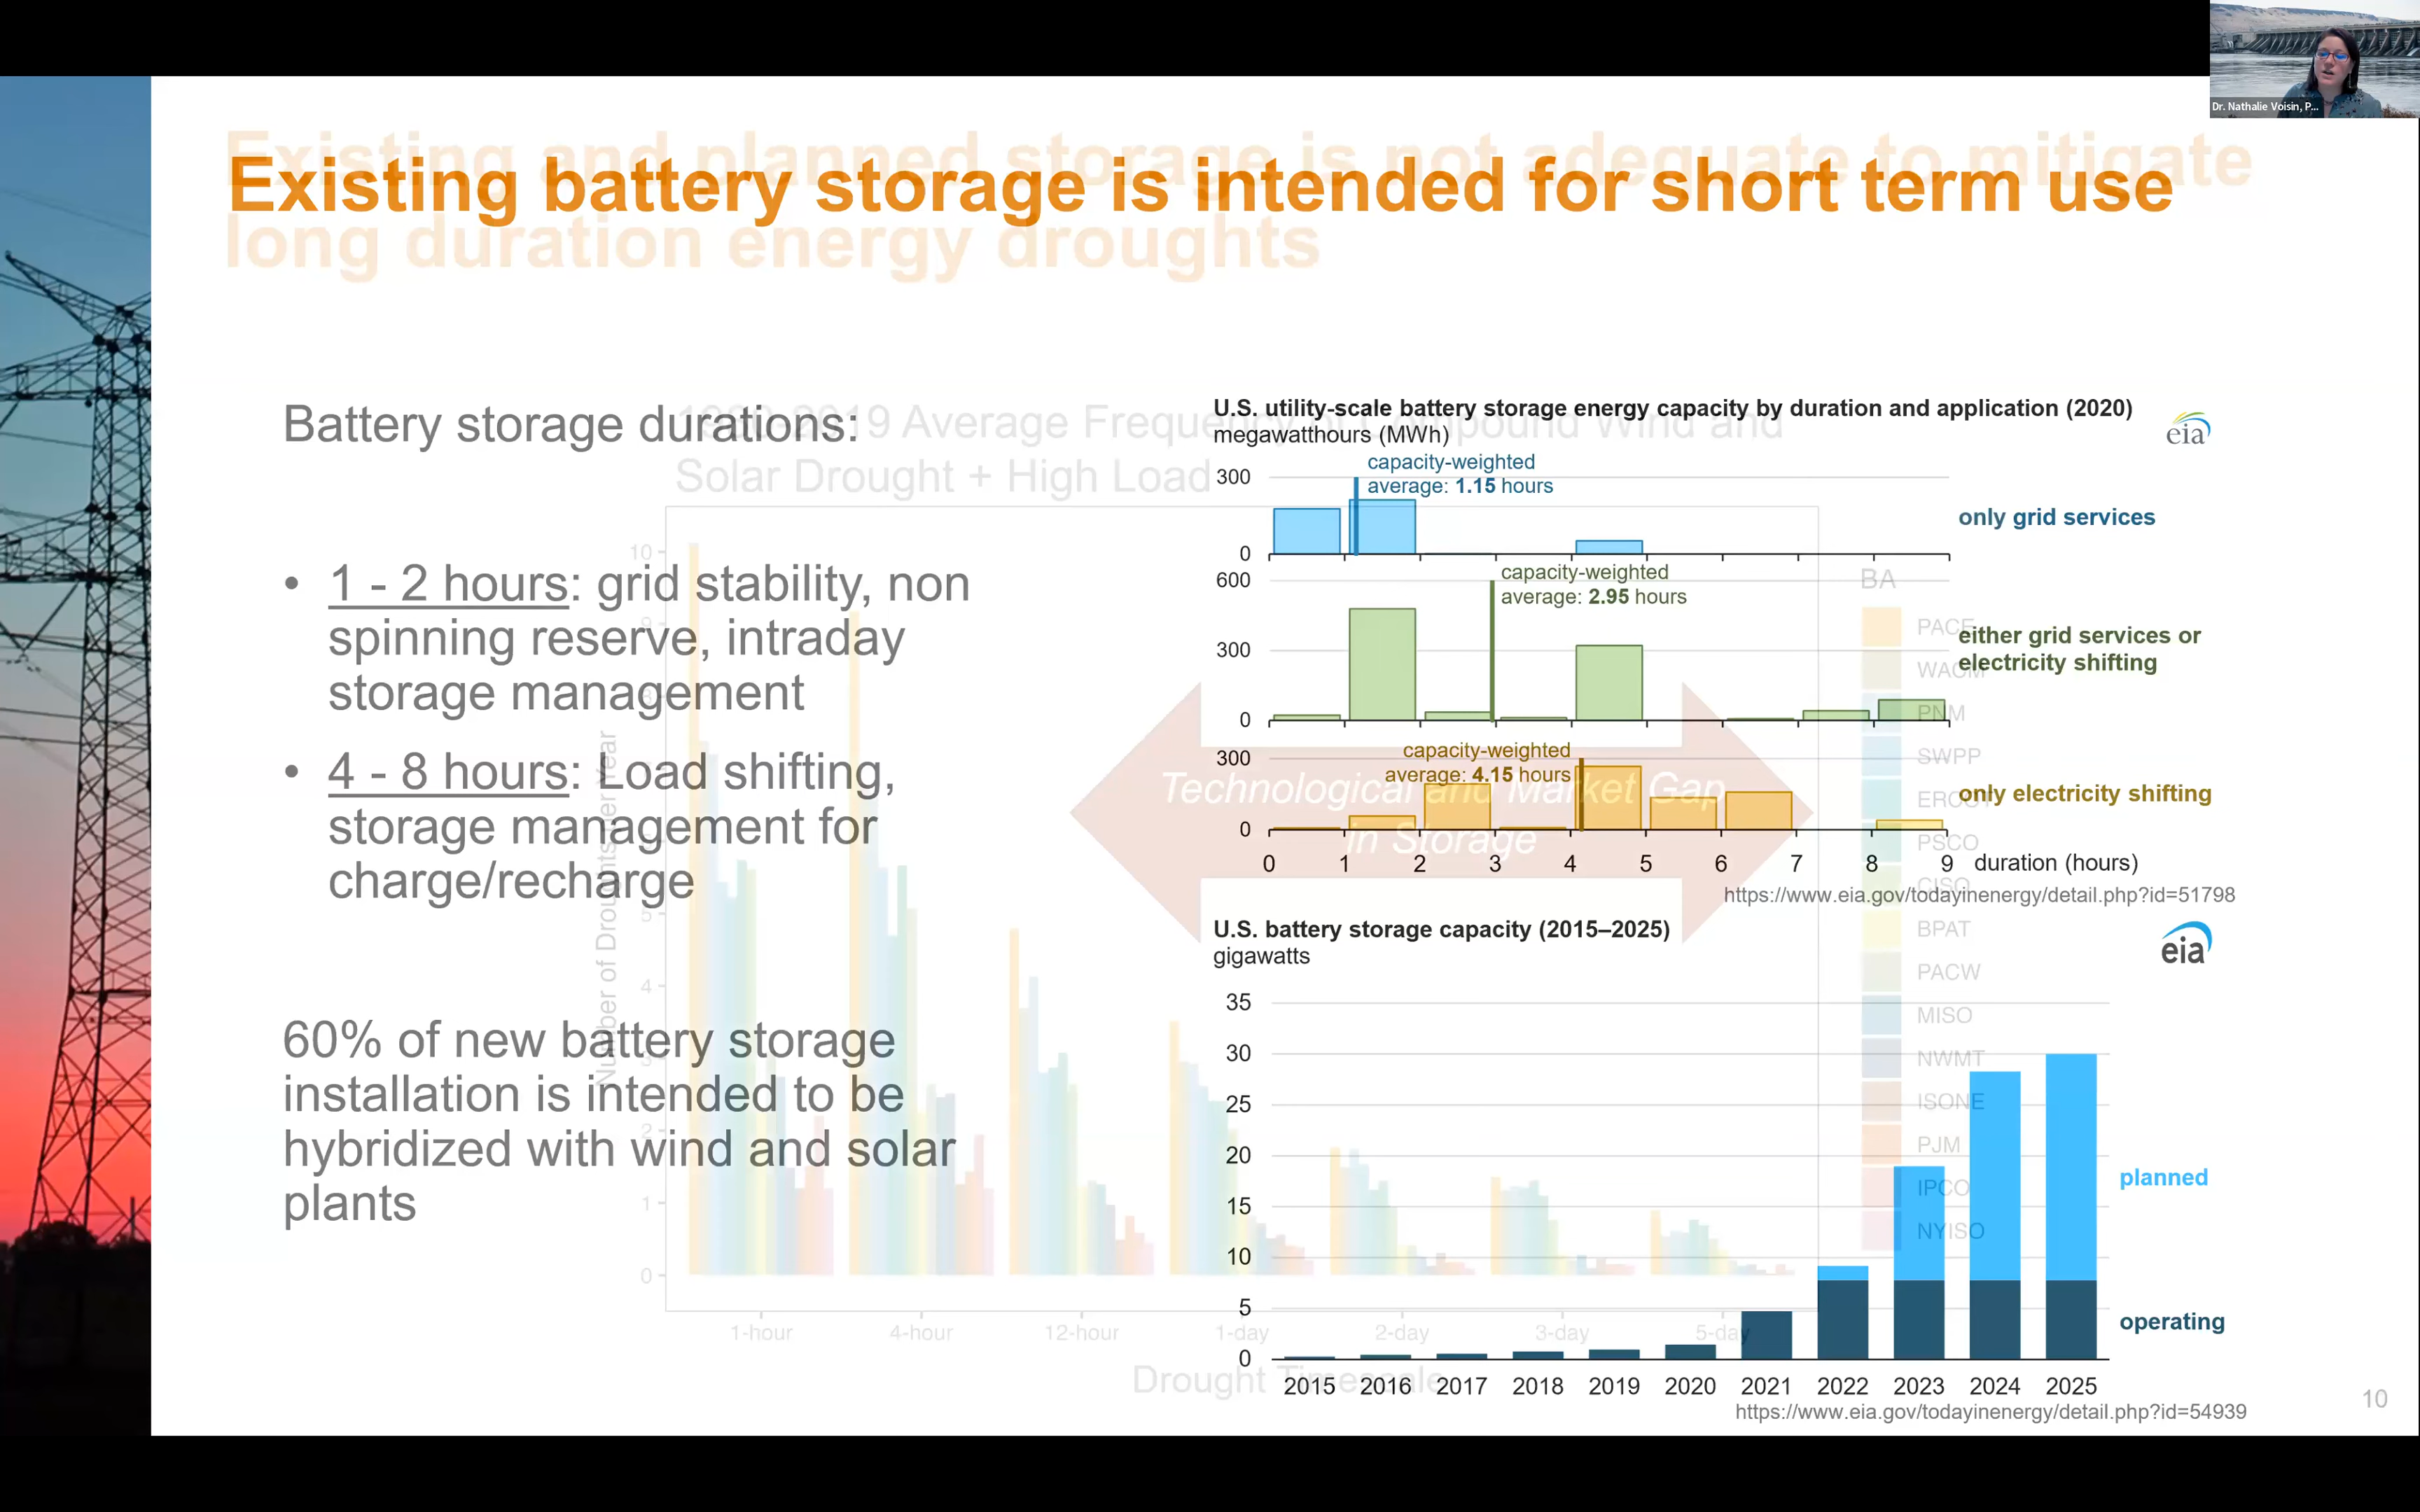 Dr. Nathalie Voisin, P...
Existing and planned storage is not adequate to mitigate
long duration energy droughts
Existing battery storage is intended for short term use
Battery storage durations:
• 1 - 2 hours: grid stability, non
spinning reserve, intraday
storage management
• 4 - 8 hours: Load shifting,
storage management for
charge/recharge
60% of new battery storage
installation is intended to be
hybridized with wind and solar
plants
U.S. utility-scale battery storage energy capacity by duration and application (2020)
megawatthours (MWh)
eia
300
0
capacity-weighted
average: 1.15 hours
only grid services
600
300
0
capacity-weighted
average: 2.95 hours
either grid services or
electricity shifting
300
0
capacity-weighted
average: 4.15 hours
only electricity shifting
0 1 2 3 4 5 6 7 8 9 duration (hours)
https://www.eia.gov/todayinenergy/detail.php?id=51798
U.S. battery storage capacity (2015–2025)
gigawatts
eia
35
30
25
20
15
10
5
0
planned
operating
2015 2016 2017 2018 2019 2020 2021 2022 2023 2024 2025
https://www.eia.gov/todayinenergy/detail.php?id=54939
10
2019 Average Frequency Compound Wind and
Solar Drought + High Load
Number of Droughts per Year
10
5
4
2
1
0
1-hour 4-hour 12-hour 1-day 2-day 3-day 5-day
Drought Timescale
Technological and Market Gap
in Storage
BA
PACE
WACM
PNM
SWPP
ERCOT
PSCO
CISO
BPAT
PACW
MISO
NWMT
ISONE
PJM
IPCO
NYISO